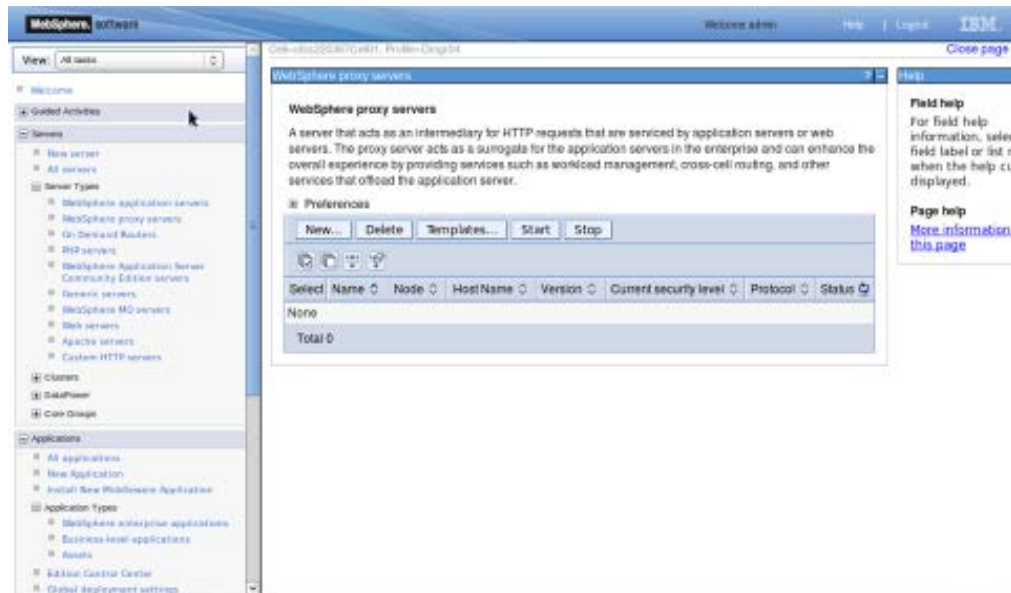 WebSphere. software
Welcome admin
Help | Logout
IBM.
View: All tasks
Close page
Welcome
Guided Activities
Servers
New server
All servers
Server Types
WebSphere application servers
WebSphere proxy servers
On Demand Routers
PHP servers
WebSphere Application Server
Community Edition servers
Generic servers
WebSphere MQ servers
Web servers
Apache servers
Custom HTTP servers
Clusters
DataPower
Core Groups
Applications
All applications
New Application
Install New Middleware Application
Application Types
WebSphere enterprise applications
Business-level applications
Assets
Edition Control Center
Global deployment settings
WebSphere proxy servers
? -
WebSphere proxy servers
A server that acts as an intermediary for HTTP requests that are serviced by application servers or web
servers. The proxy server acts as a surrogate for the application servers in the enterprise and can enhance the
overall experience by providing services such as workload management, cross-cell routing, and other
services that offload the application server.
Preferences
New... Delete Templates... Start Stop
Select Name Node Host Name Version Current security level Protocol Status
None
Total 0
Help
Field help
For field help
information, selec
field label or list
when the help cu
displayed.
Page help
More information
this page